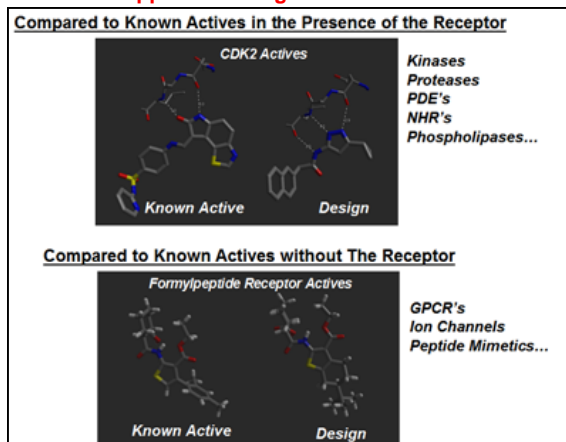 Compared to Known Actives in the Presence of the Receptor
CDK2 Actives
Known Active
Design
Kinases
Proteases
PDE's
NHR's
Phospholipases...
Compared to Known Actives without The Receptor
Formylpeptide Receptor Actives
Known Active
Design
GPCR's
Ion Channels
Peptide Mimetics...